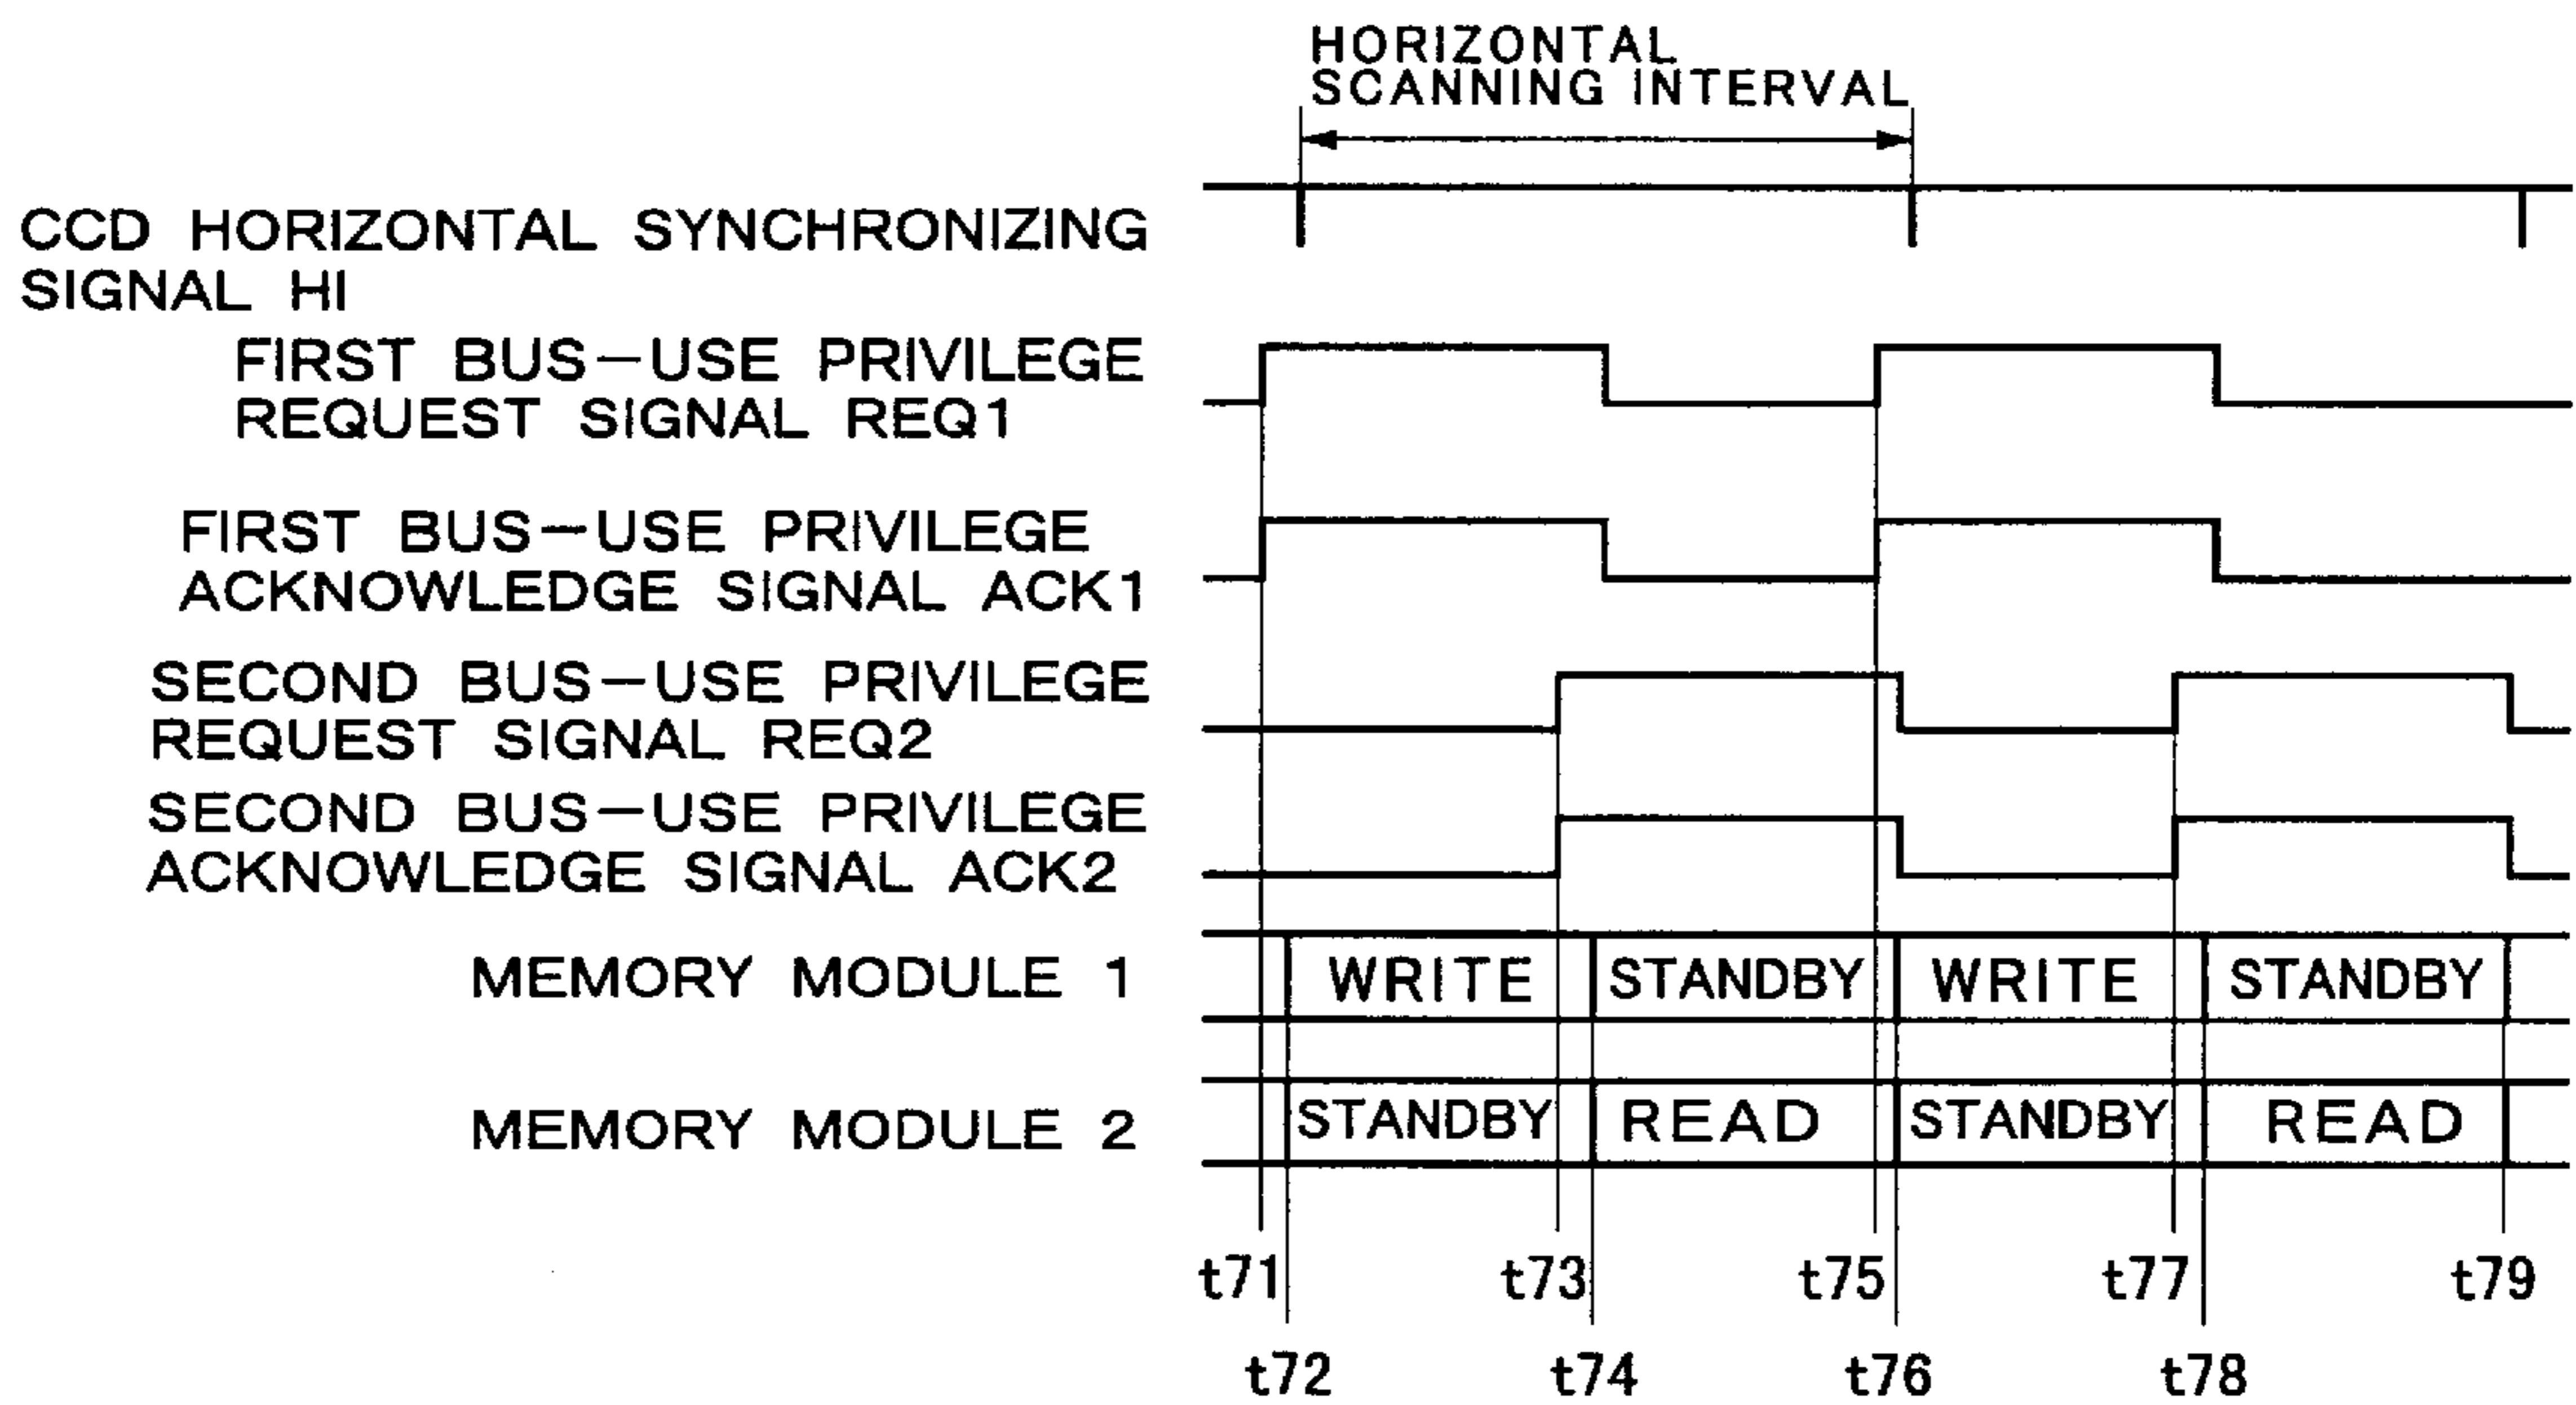 HORIZONTAL
SCANNING INTERVAL
CCD HORIZONTAL SYNCHRONIZING
SIGNAL HI
FIRST BUS-USE PRIVILEGE
REQUEST SIGNAL REQ1
FIRST BUS-USE PRIVILEGE
ACKNOWLEDGE SIGNAL ACK1
SECOND BUS-USE PRIVILEGE
REQUEST SIGNAL REQ2
SECOND BUS-USE PRIVILEGE
ACKNOWLEDGE SIGNAL ACK2
MEMORY MODULE 1 WRITE STANDBY WRITE STANDBY
MEMORY MODULE 2 STANDBY READ STANDBY READ
t71 t73 t75 t77 t79
t72 t74 t76 t78